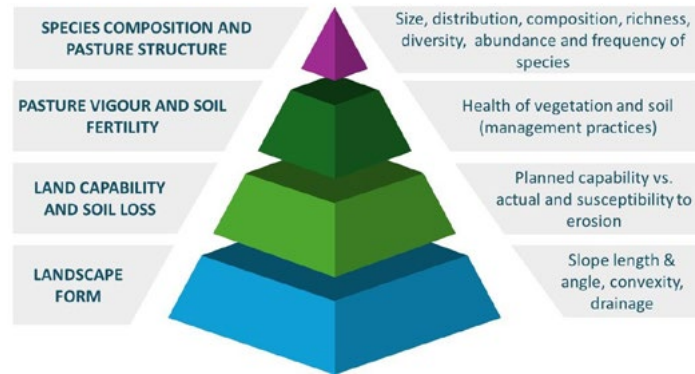 SPECIES COMPOSITION AND
PASTURE STRUCTURE
Size, distribution, composition, richness,
diversity, abundance and frequency of
species
PASTURE VIGOUR AND SOIL
FERTILITY
Health of vegetation and soil
(management practices)
LAND CAPABILITY
AND SOIL LOSS
Planned capability vs.
actual and susceptibility to
erosion
LANDSCAPE
FORM
Slope length &
angle, convexity,
drainage